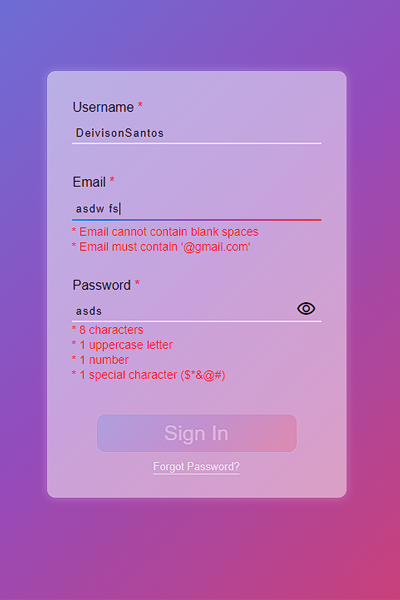 Username *
DeivisonSantos
Email *
asdw fs
* Email cannot contain blank spaces
* Email must contain '@gmail.com'
Password *
asds
* 8 characters
* 1 uppercase letter
* 1 number
* 1 special character ($*&@#)
Sign In
Forgot Password?